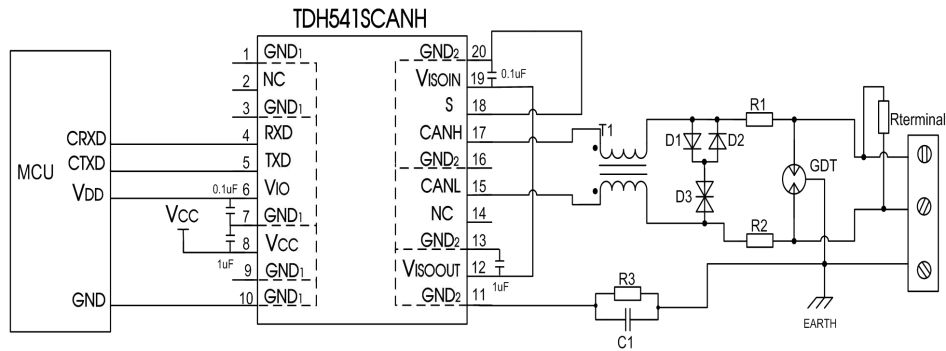 TDH541SCANH
MCU
CRXD
CTXD
VDD
GND
VCC
0.1uF
1uF
1 GND1
2 NC
3 GND1
4 RXD
5 TXD
6 VIO
7 GND1
8 VCC
9 GND1
10 GND1
GND2 20
VISOIN 19
S 18
CANH 17
GND2 16
CANL 15
NC 14
GND2 13
VISOOUT 12
GND2 11
0.1uF
1uF
T1
D1
D2
D3
R1
R2
GDT
Rterminal
R3
C1
EARTH